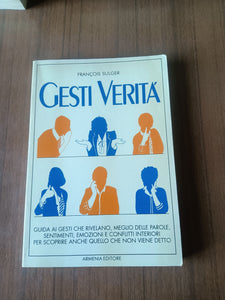 FRANÇOIS SULGER
GESTI VERITÁ
GUIDA AI GESTI CHE RIVELANO, MEGLIO DELLE PAROLE,
SENTIMENTI, EMOZIONI E CONFLITTI INTERIORI
PER SCOPRIRE ANCHE QUELLO CHE NON VIENE DETTO
ARMENIA EDITORE